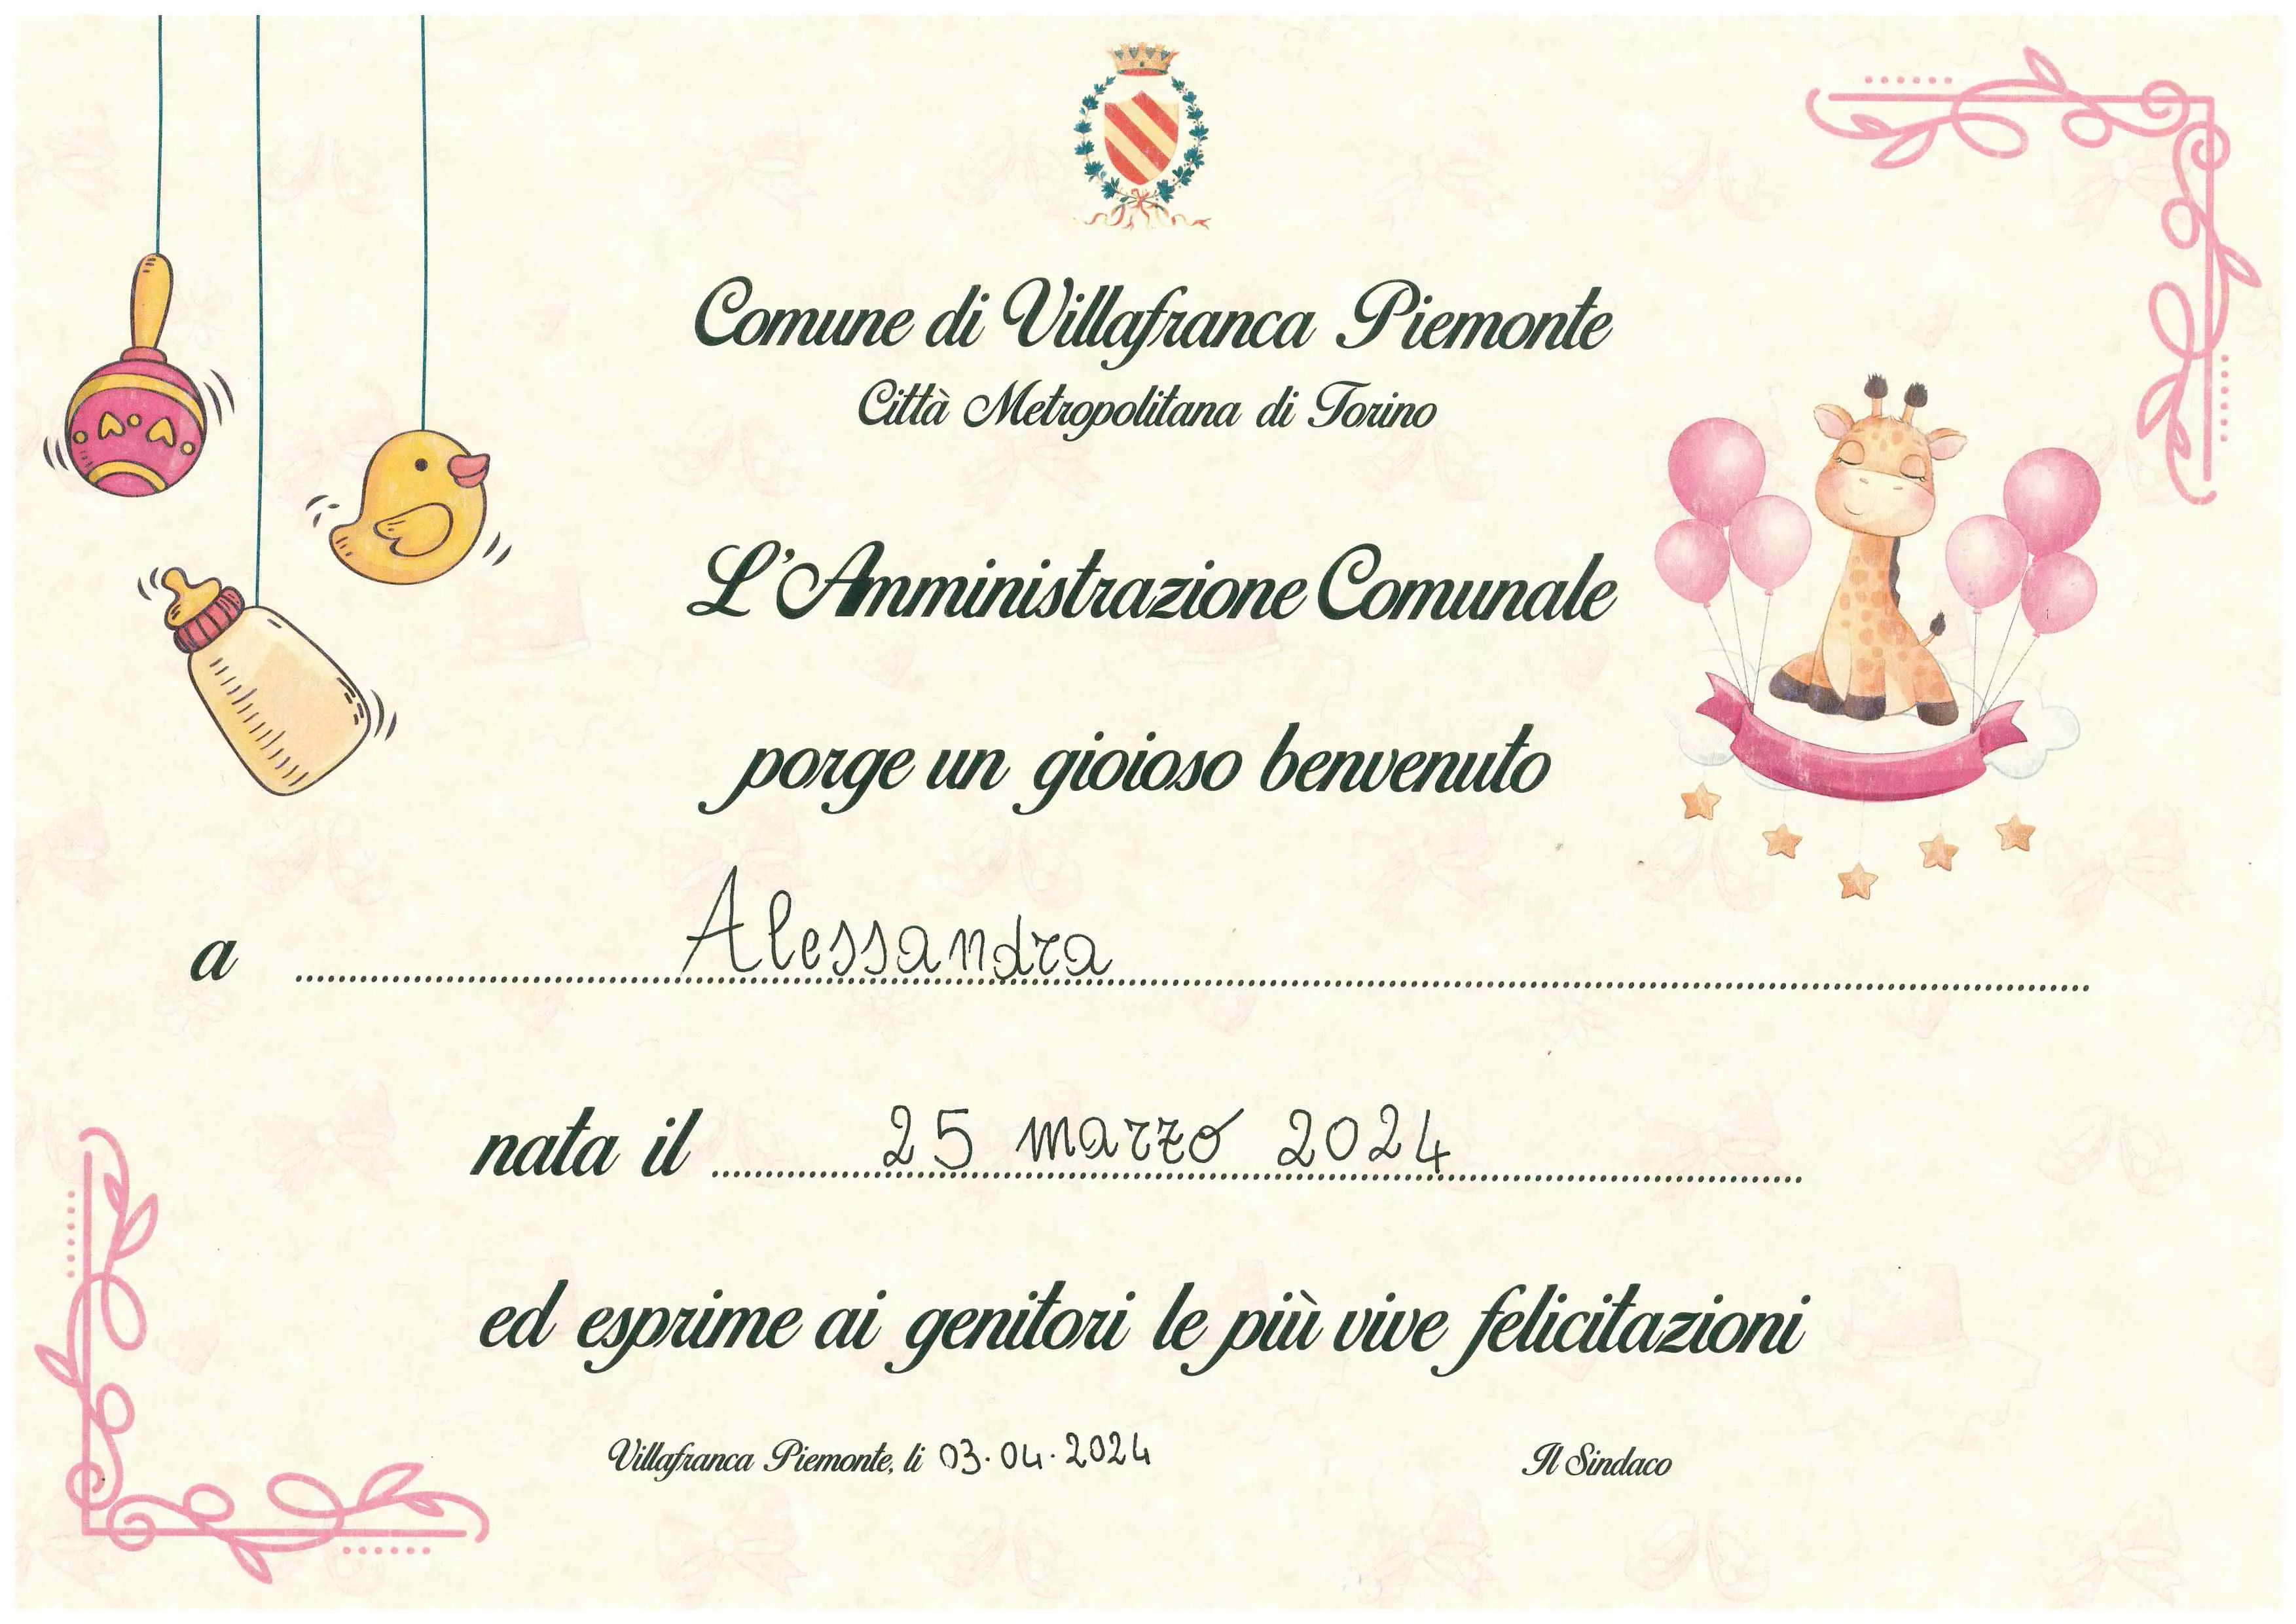 Comune di Villafranca Piemonte
Città Metropolitana di Torino
L'Amministrazione Comunale
porge un gioioso benvenuto
a Alessandra
nata il 25 marzo 2024
ed esprime ai genitori le più vive felicitazioni
Villafranca Piemonte, li 03.04.2024
Il Sindaco